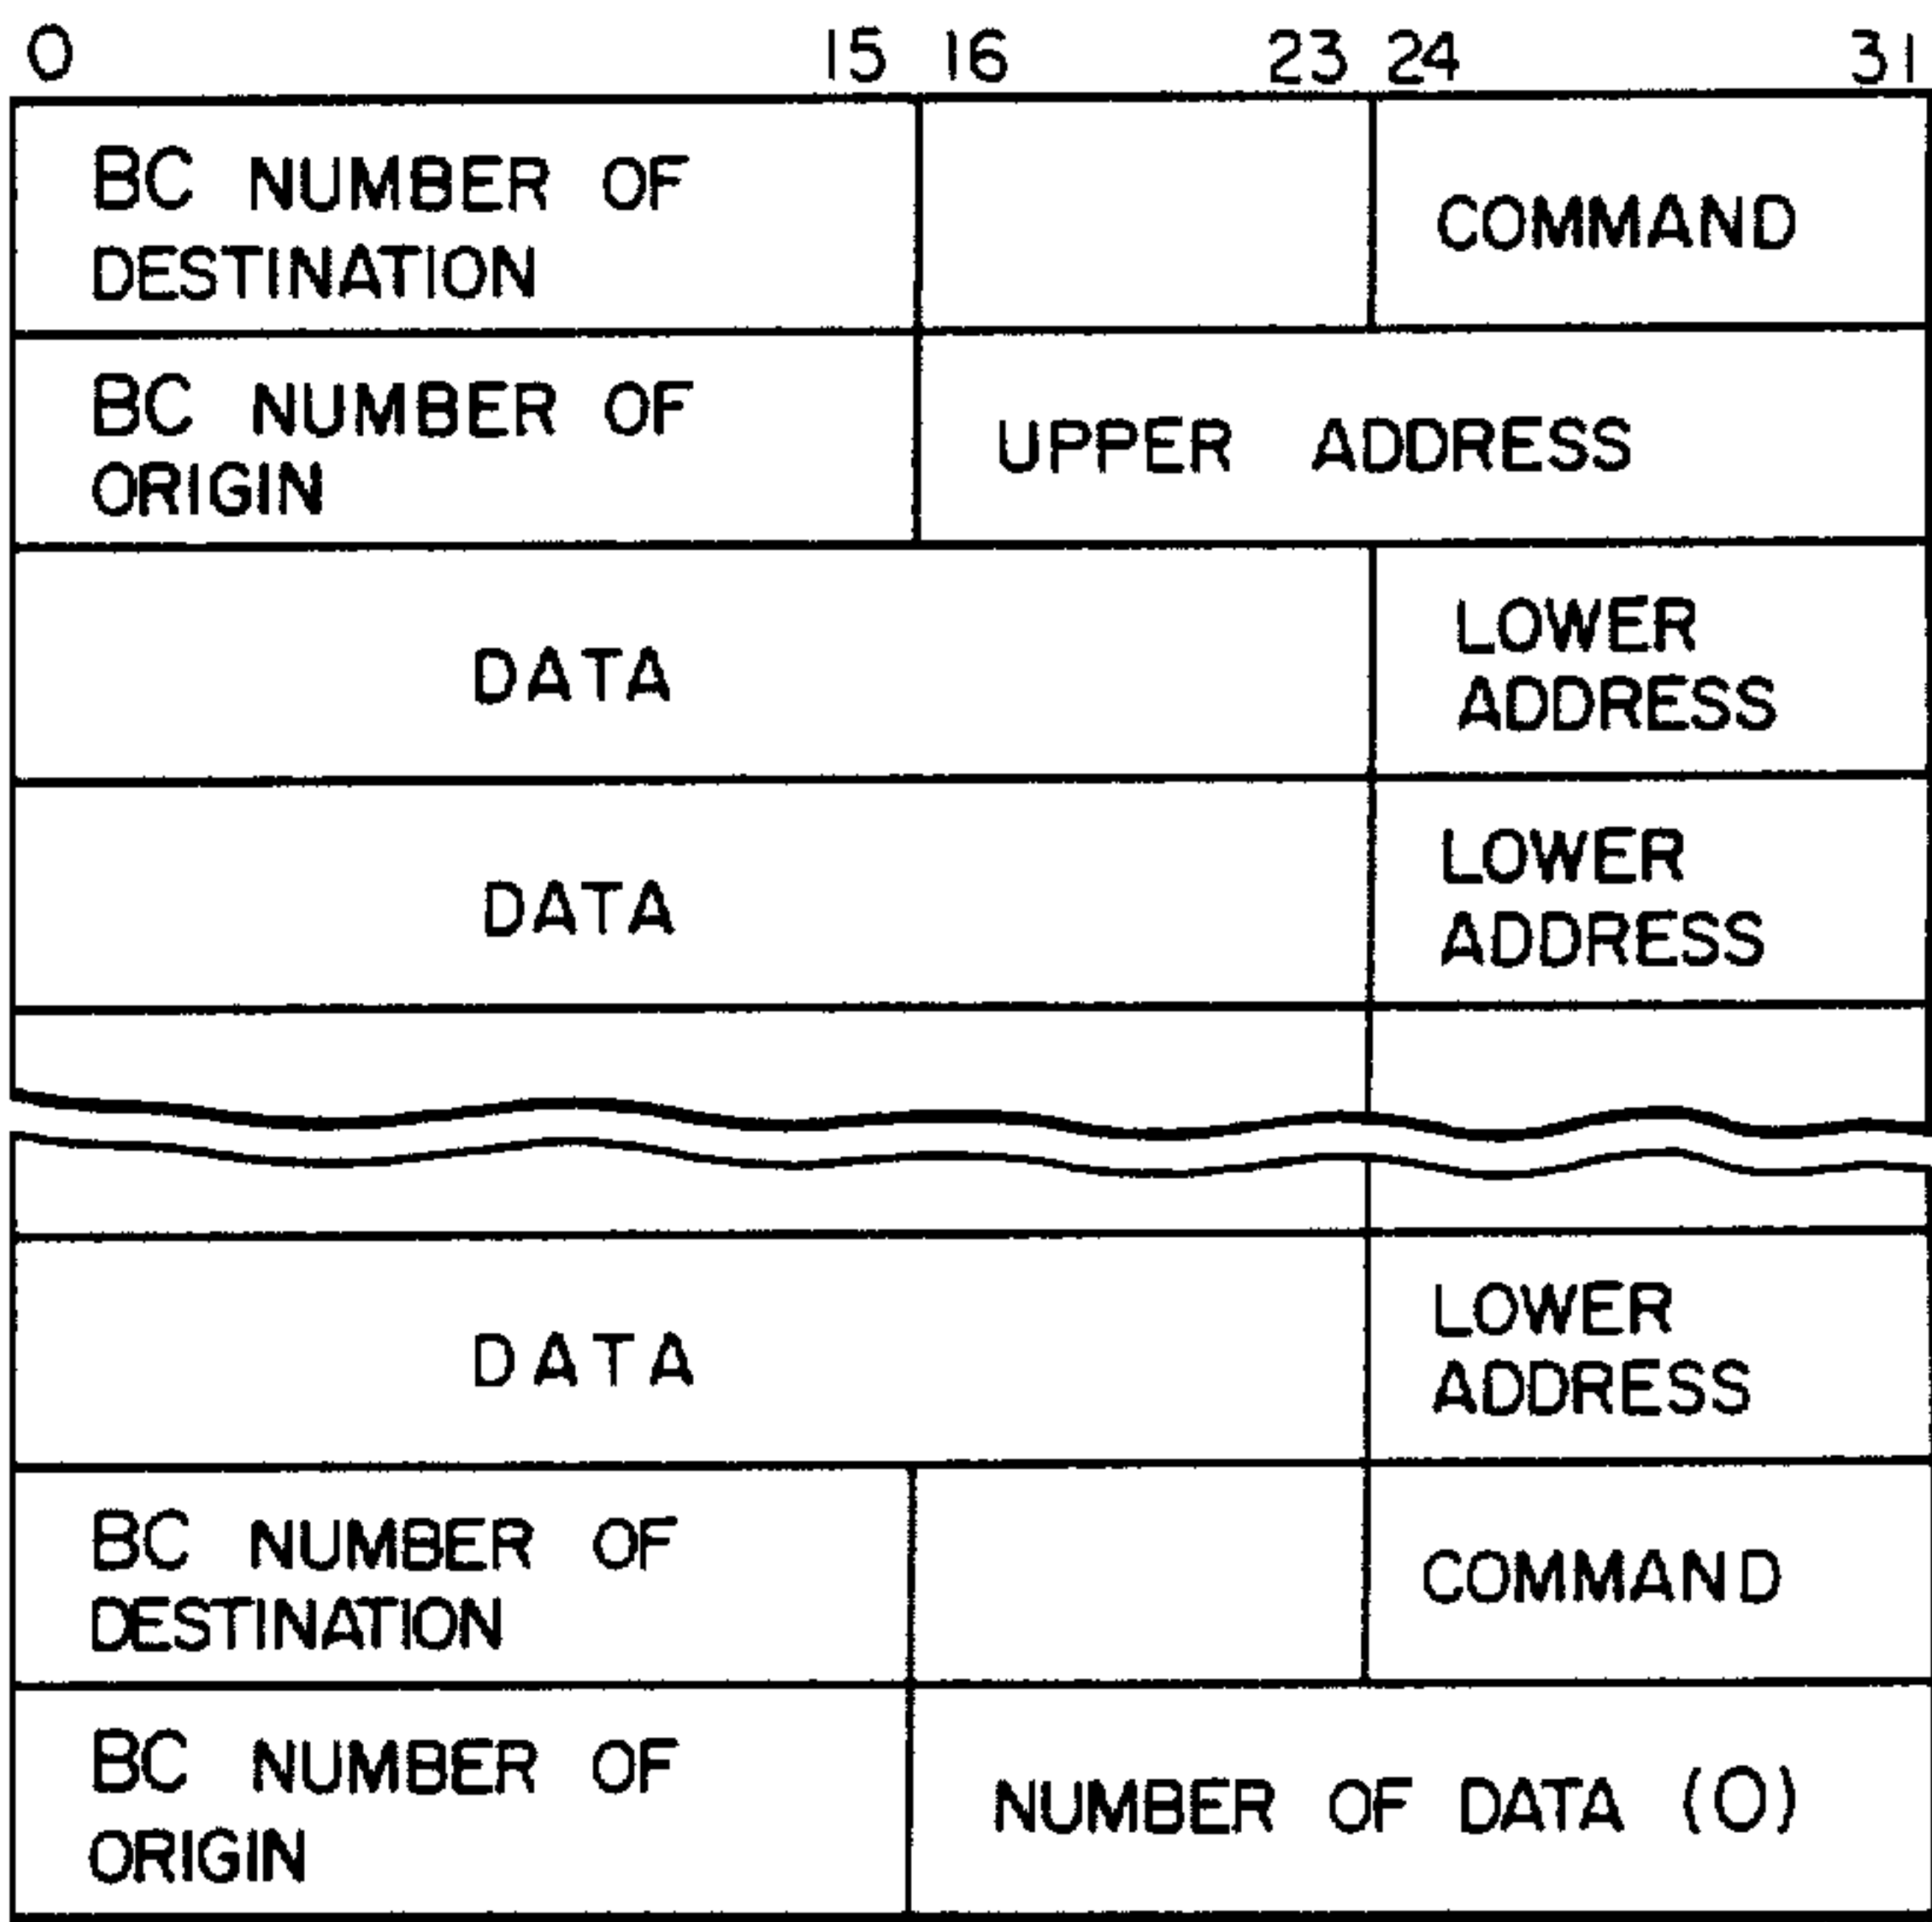 0 15 16 23 24 31
BC NUMBER OF
DESTINATION
COMMAND
BC NUMBER OF
ORIGIN
UPPER ADDRESS
DATA
LOWER
ADDRESS
DATA
LOWER
ADDRESS
DATA
LOWER
ADDRESS
BC NUMBER OF
DESTINATION
COMMAND
BC NUMBER OF
ORIGIN
NUMBER OF DATA (0)